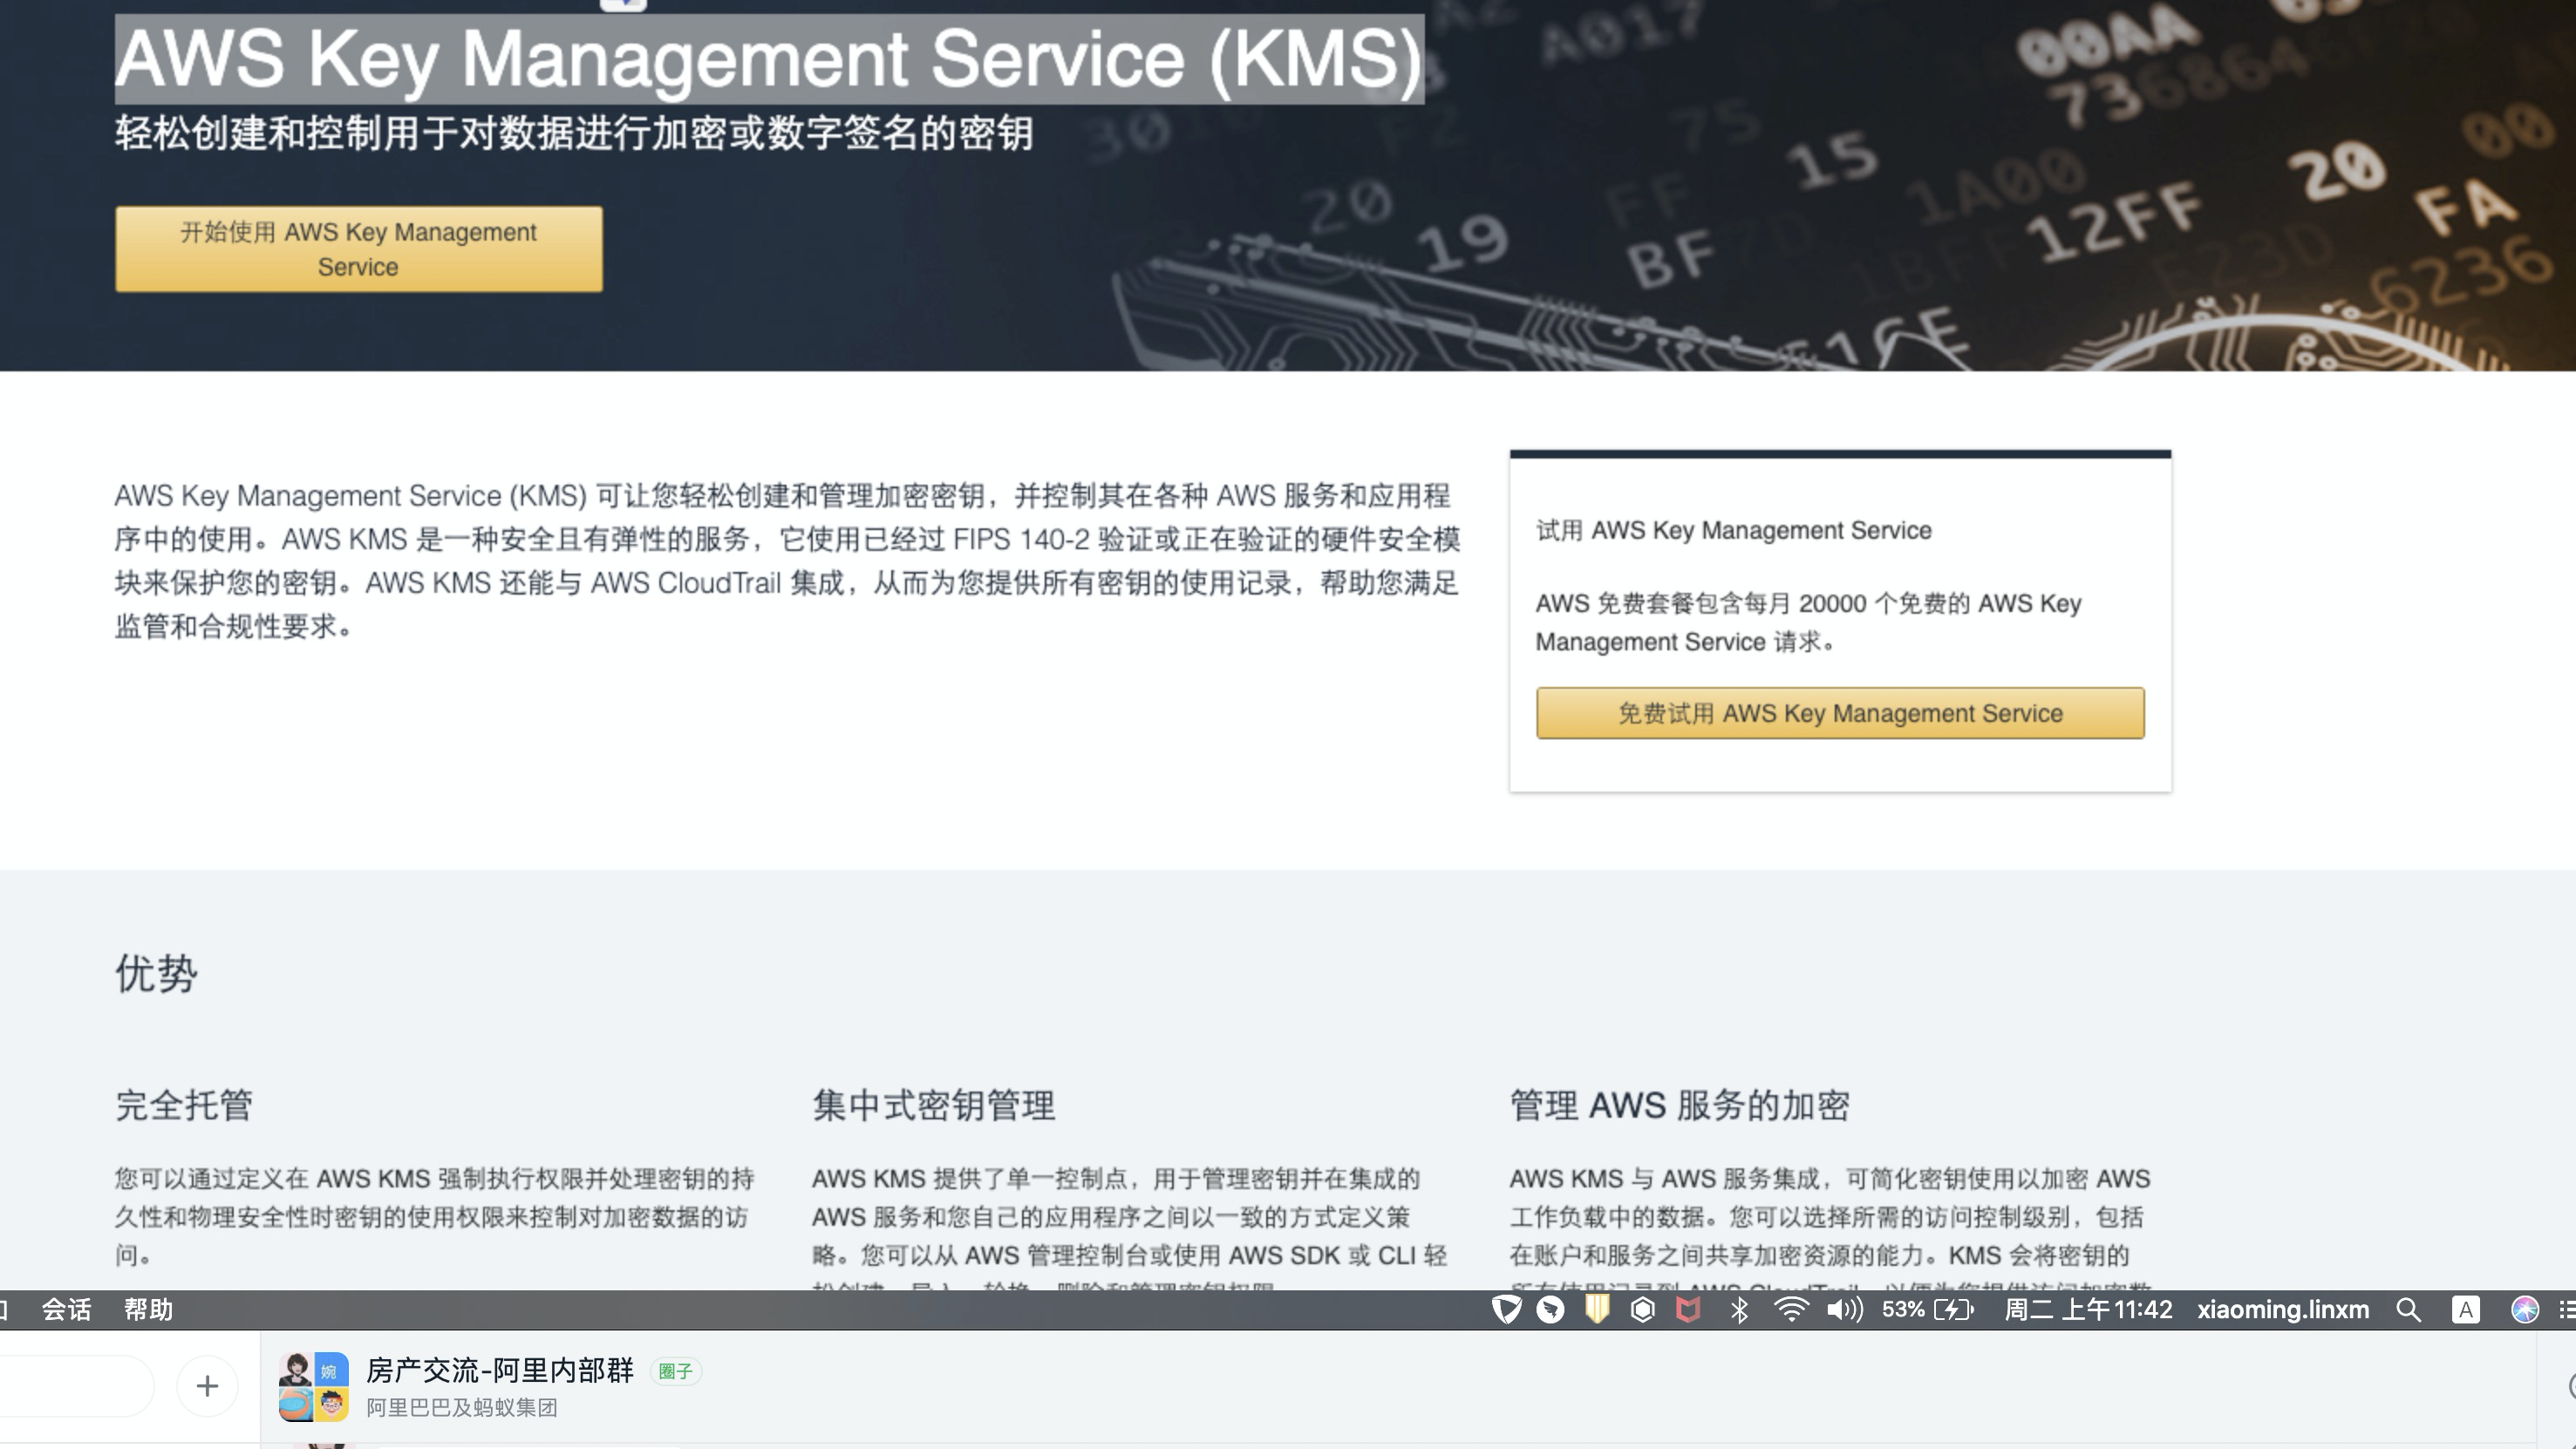 AWS Key Management Service (KMS)
轻松创建和控制用于对数据进行加密或数字签名的密钥
开始使用 AWS Key Management
Service
A017
00AA
736864
30
F2
75
15
20
00
20
FF
1A00
FA
19
BF
7D
1BFF
12FF
E23D
6236
AWS Key Management Service (KMS) 可让您轻松创建和管理加密密钥，并控制其在各种 AWS 服务和应用程
序中的使用。AWS KMS 是一种安全且有弹性的服务，它使用已经过 FIPS 140-2 验证或正在验证的硬件安全模
块来保护您的密钥。AWS KMS 还能与 AWS CloudTrail 集成，从而为您提供所有密钥的使用记录，帮助您满足
监管和合规性要求。
试用 AWS Key Management Service
AWS 免费套餐包含每月 20000 个免费的 AWS Key
Management Service 请求。
免费试用 AWS Key Management Service
优势
完全托管
您可以通过定义在 AWS KMS 强制执行权限并处理密钥的持
久性和物理安全性时密钥的使用权限来控制对加密数据的访
问。
集中式密钥管理
AWS KMS 提供了单一控制点，用于管理密钥并在集成的
AWS 服务和您自己的应用程序之间以一致的方式定义策
略。您可以从 AWS 管理控制台或使用 AWS SDK 或 CLI 轻
管理 AWS 服务的加密
AWS KMS 与 AWS 服务集成，可简化密钥使用以加密 AWS
工作负载中的数据。您可以选择所需的访问控制级别，包括
在账户和服务之间共享加密资源的能力。KMS 会将密钥的
会话 帮助 53% 周二 上午11:42 xiaoming.linxm A
婉
房产交流-阿里内部群 圈子
阿里巴巴及蚂蚁集团